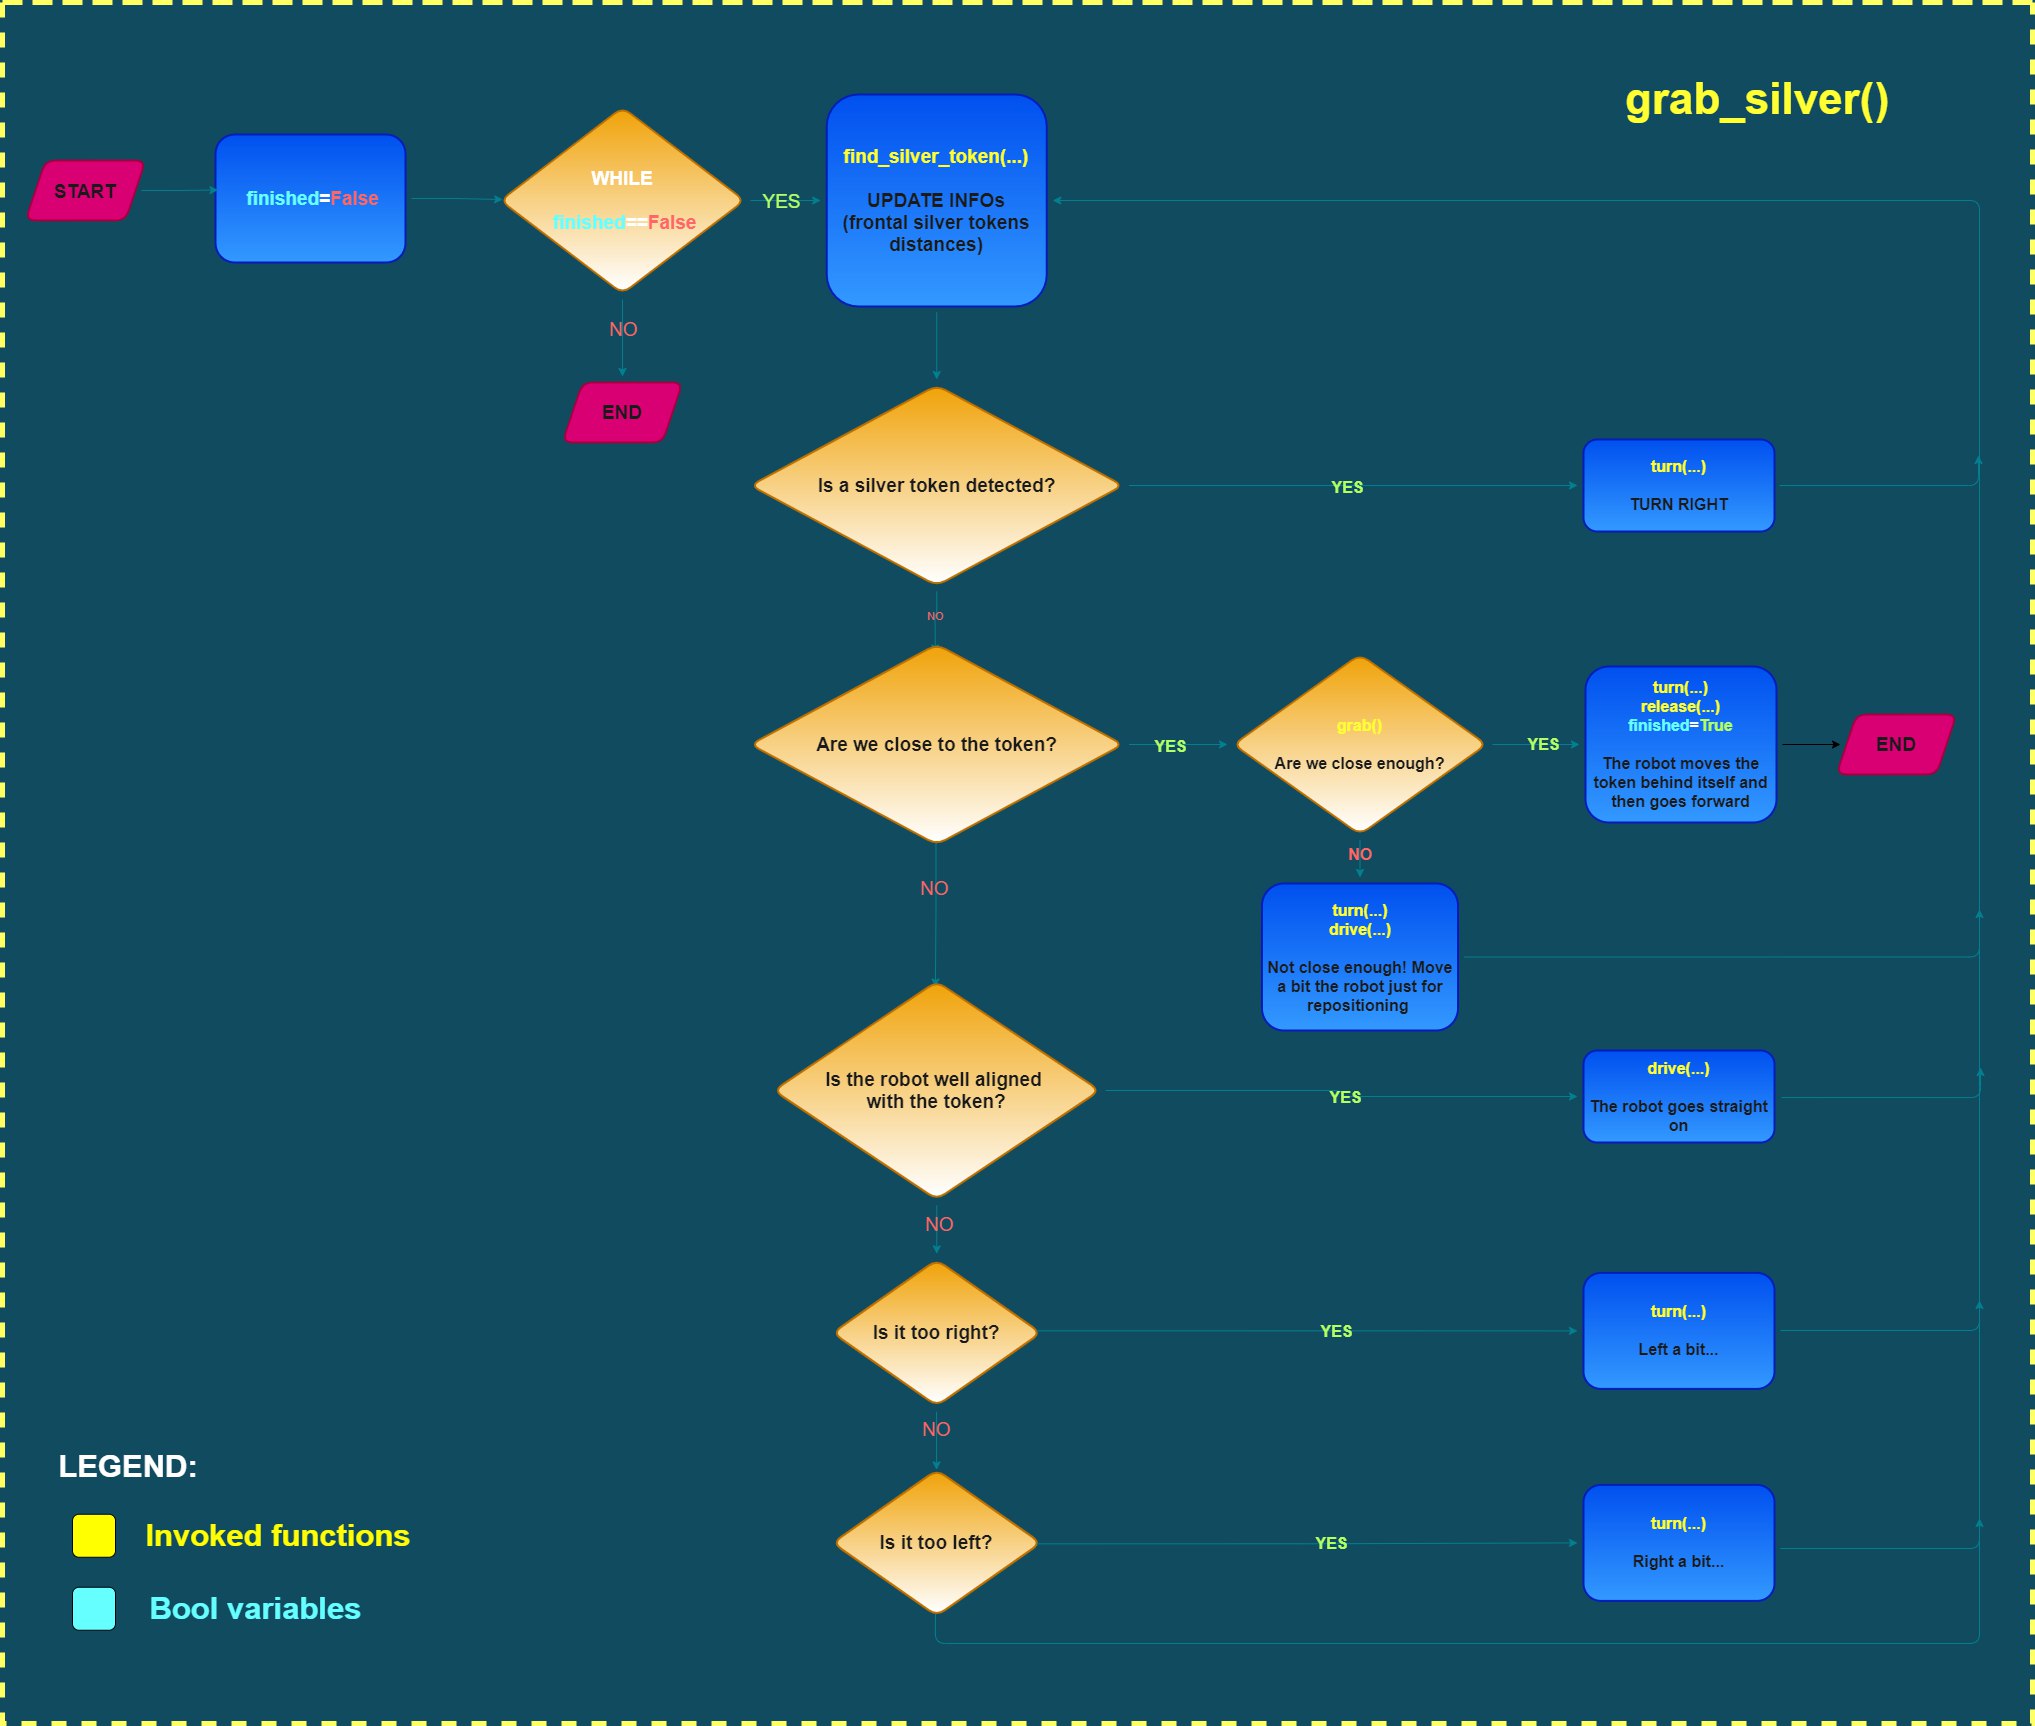 grab_silver()
START
finished=False
WHILE
finished==False
YES
find_silver_token(...)
UPDATE INFOs
(frontal silver tokens
distances)
NO
END
Is a silver token detected?
YES
turn(...)
TURN RIGHT
NO
Are we close to the token?
YES
grab()
Are we close enough?
YES
turn(...)
release(...)
finished=True
The robot moves the
token behind itself and
then goes forward
END
NO
turn(...)
drive(...)
Not close enough! Move
a bit the robot just for
repositioning
NO
Is the robot well aligned
with the token?
YES
drive(...)
The robot goes straight
on
NO
Is it too right?
YES
turn(...)
Left a bit...
NO
Is it too left?
YES
turn(...)
Right a bit...
LEGEND:
Invoked functions
Bool variables